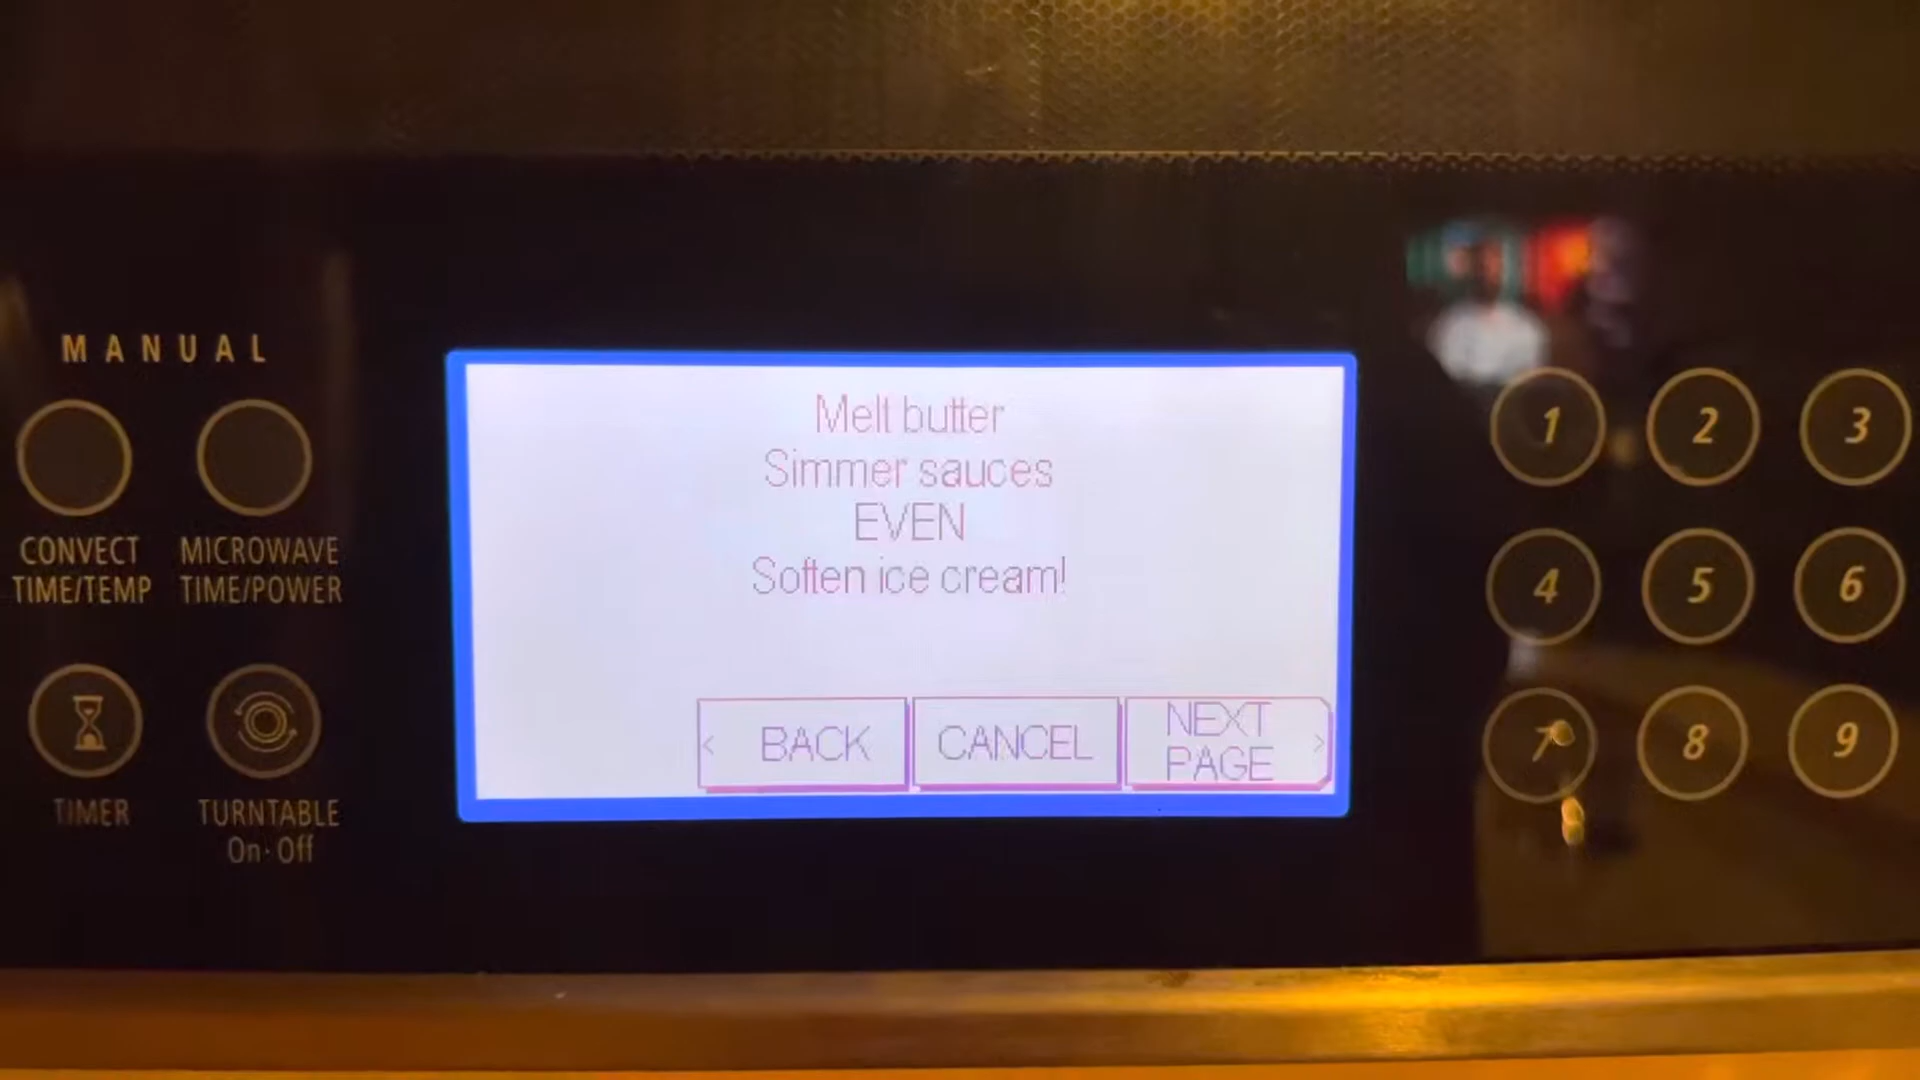 MANUAL
CONVECT
TIME/TEMP
MICROWAVE
TIME/POWER
TIMER
TURNTABLE
On·Off
Melt butter
Simmer sauces
EVEN
Soften ice cream!
< BACK
CANCEL
NEXT
PAGE >
1 2 3
4 5 6
7 8 9